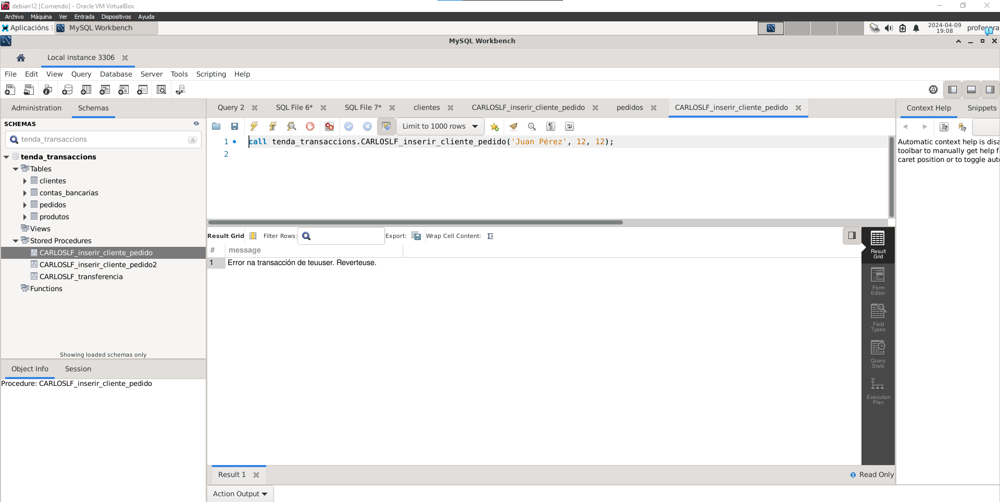 debian12 [Corriendo] - Oracle VM VirtualBox
Archivo Máquina Ver Entrada Dispositivos Ayuda
Aplicacións MySQL Workbench
2024-04-09
19:08
profesora
MySQL Workbench
Local instance 3306
File Edit View Query Database Server Tools Scripting Help
Administration Schemas
Query 2 SQL File 6* SQL File 7* clientes CARLOSLF_inserir_cliente_pedido pedidos CARLOSLF_inserir_cliente_pedido
Context Help Snippets
SCHEMAS
tenda_transaccions
tenda_transaccions
Tables
clientes
contas_bancarias
pedidos
produtos
Views
Stored Procedures
CARLOSLF_inserir_cliente_pedido
CARLOSLF_inserir_cliente_pedido2
CARLOSLF_transferencia
Functions
Showing loaded schemas only
Object Info Session
Procedure: CARLOSLF_inserir_cliente_pedido
Limit to 1000 rows
1 call tenda_transaccions.CARLOSLF_inserir_cliente_pedido('Juan Pérez', 12, 12);
2
Result Grid Filter Rows: Export: Wrap Cell Content:
# message
1 Error na transacción de teuuser. Reverteuse.
Result
Grid
Form
Editor
Field
Types
Query
Stats
Execution
Plan
Automatic context help is disa
toolbar to manually get help f
caret position or to toggle aut
Result 1
Read Only
Action Output